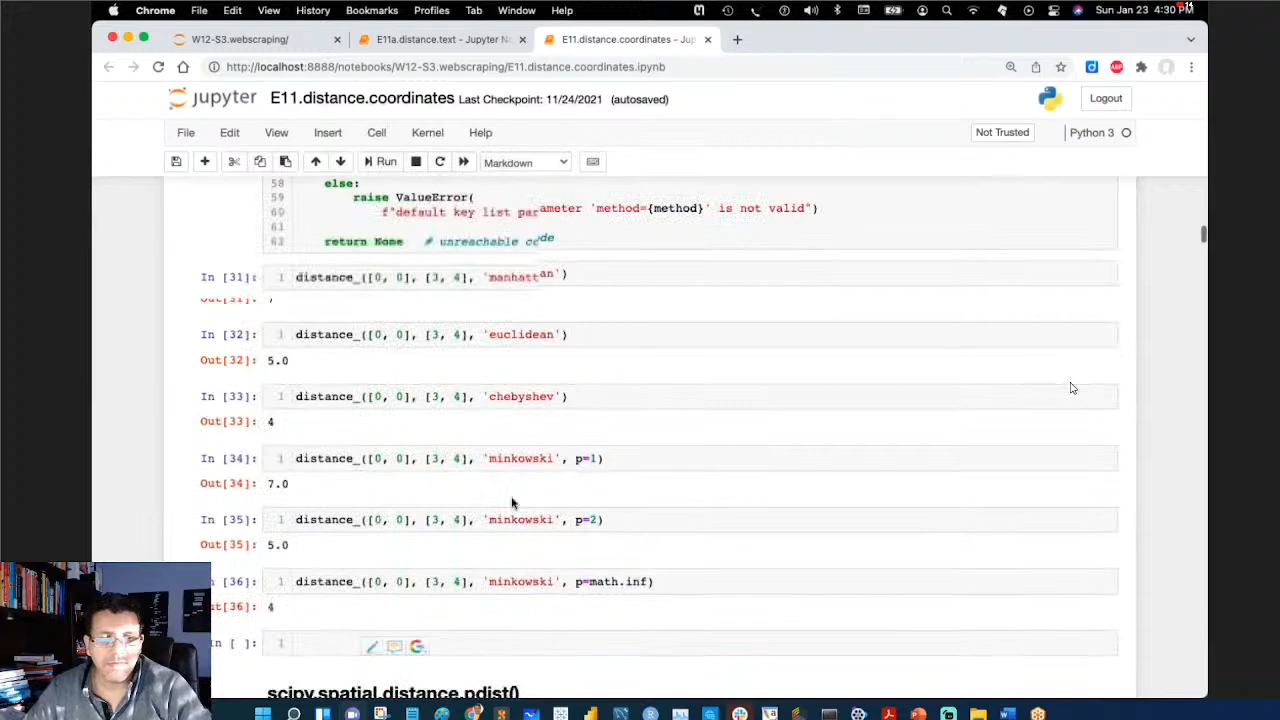 Chrome File Edit View History Bookmarks Profiles Tab Window Help Sun Jan 23 4:30 PM
W12-S3.webscraping/ E11a.distance.text - Jupyter No E11.distance.coordinates - Jup
http://localhost:8888/notebooks/W12-S3.webscraping/E11.distance.coordinates.ipynb
jupyter E11.distance.coordinates Last Checkpoint: 11/24/2021 (autosaved) Logout
File Edit View Insert Cell Kernel Help Not Trusted Python 3
Run Markdown
58 else:
59 raise ValueError(
60 f"default key list parameter 'method={method}' is not valid")
61
return None # unreachable code
In [31]: 1 distance_([0, 0], [3, 4], 'manhattan')
Out[31]: 7
In [32]: 1 distance_([0, 0], [3, 4], 'euclidean')
Out[32]: 5.0
In [33]: 1 distance_([0, 0], [3, 4], 'chebyshev')
Out[33]: 4
In [34]: 1 distance_([0, 0], [3, 4], 'minkowski', p=1)
Out[34]: 7.0
In [35]: 1 distance_([0, 0], [3, 4], 'minkowski', p=2)
Out[35]: 5.0
[36]: 1 distance_([0, 0], [3, 4], 'minkowski', p=math.inf)
ut[36]: 4
n [ ]: 1
scipy.spatial.distance.pdist()